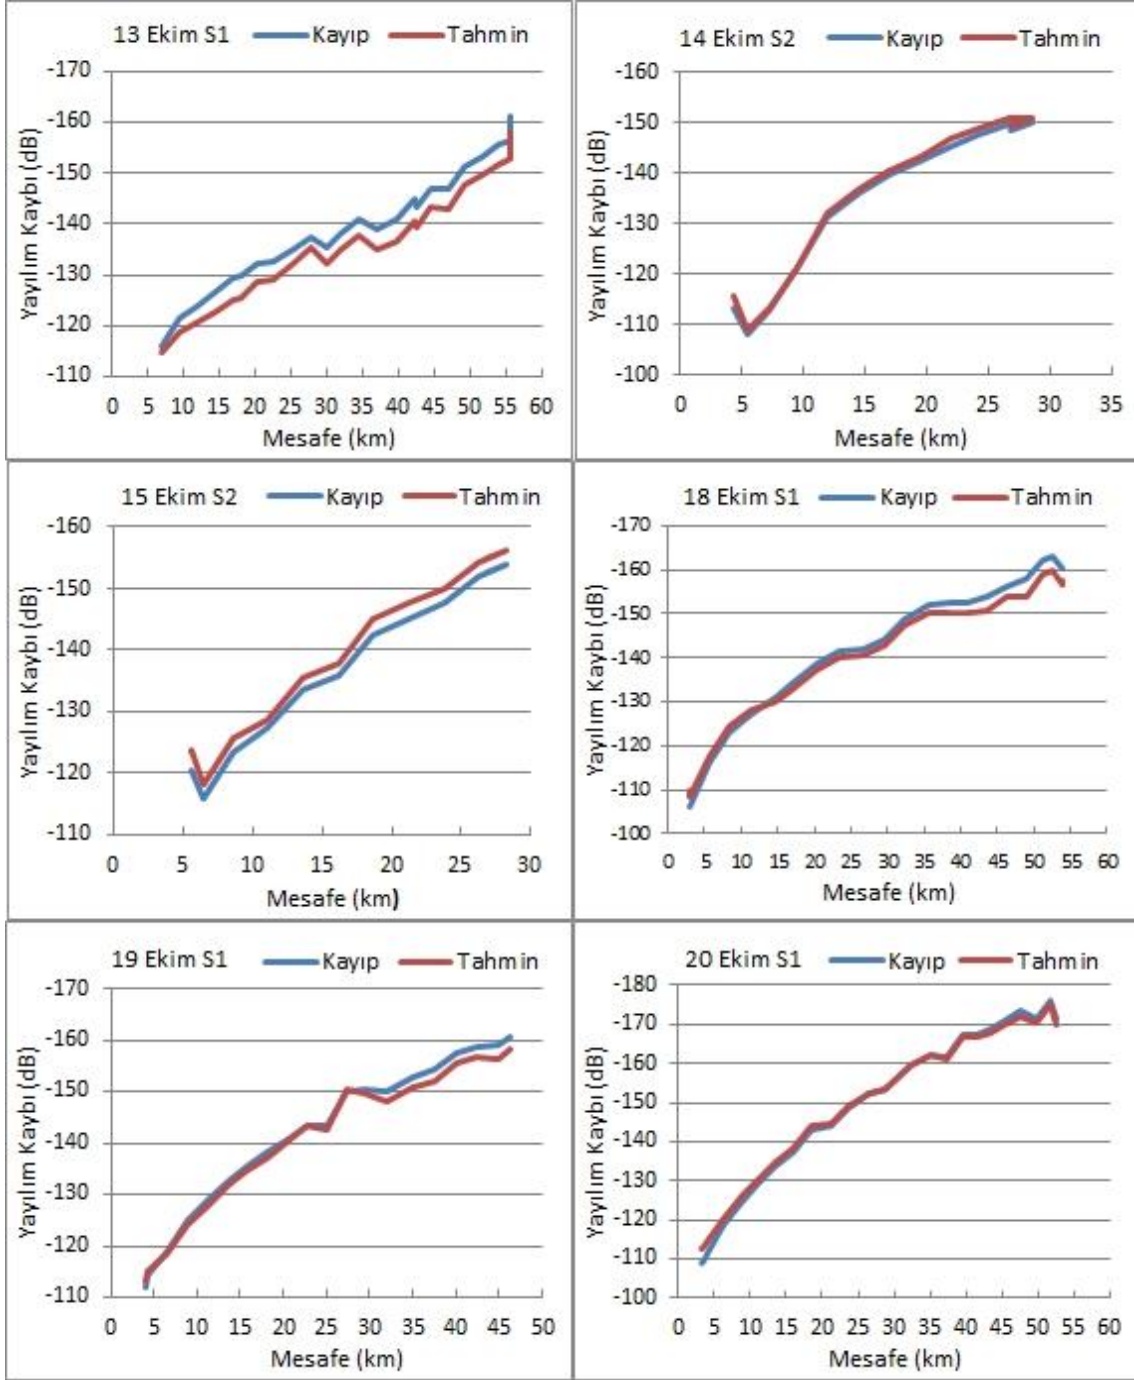 13 Ekim S1 Kayıp Tahmin
-170
-160
-150
-140
-130
-120
-110
Yayılım Kaybı (dB)
0 5 10 15 20 25 30 35 40 45 50 55 60
Mesafe (km)
14 Ekim S2 Kayıp Tahmin
-160
-150
-140
-130
-120
-110
-100
Yayılım Kaybı (dB)
0 5 10 15 20 25 30 35
Mesafe (km)
15 Ekim S2 Kayıp Tahmin
-160
-150
-140
-130
-120
-110
Yayılım Kaybı (dB)
0 5 10 15 20 25 30
Mesafe (km)
18 Ekim S1 Kayıp Tahmin
-170
-160
-150
-140
-130
-120
-110
-100
Yayılım Kaybı (dB)
0 5 10 15 20 25 30 35 40 45 50 55 60
Mesafe (km)
19 Ekim S1 Kayıp Tahmin
-170
-160
-150
-140
-130
-120
-110
Yayılım Kaybı (dB)
0 5 10 15 20 25 30 35 40 45 50
Mesafe (km)
20 Ekim S1 Kayıp Tahmin
-180
-170
-160
-150
-140
-130
-120
-110
-100
Yayılım Kaybı (dB)
0 5 10 15 20 25 30 35 40 45 50 55 60
Mesafe (km)